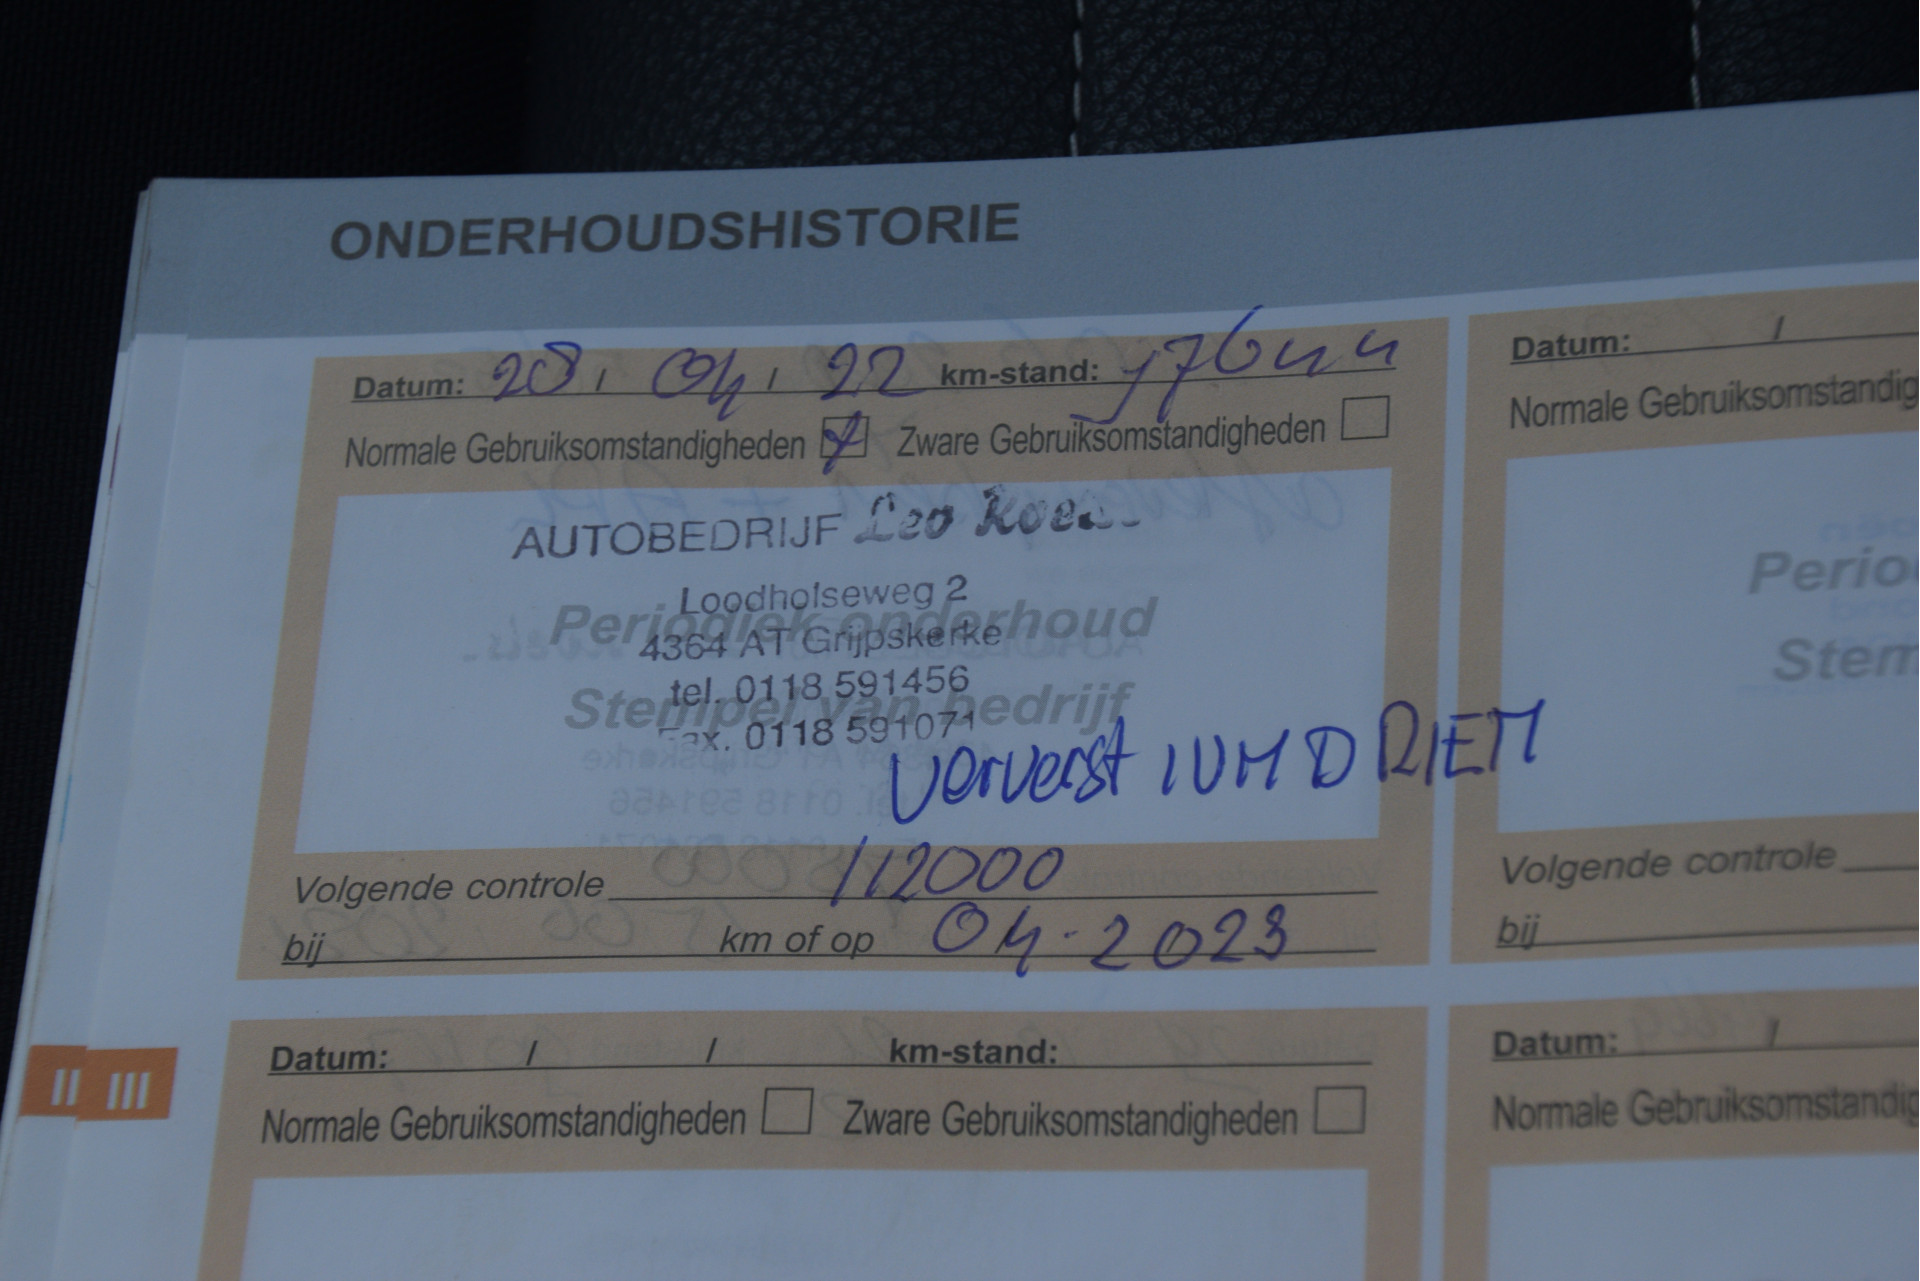 ONDERHOUDSHISTORIE
Datum: 28 / 04 / 22 km-stand: 97644
Normale Gebruiksomstandigheden Zware Gebruiksomstandigheden
AUTOBEDRIJF Leo
Loodholseweg 2
Periodiek onderhoud
4364 AT Grijpskerke
tel. 0118 591456
Stempel van bedrijf
Fax. 0118 591071
ververst IVM D RIEM
Volgende controle 112000
bij km of op 04-2023
Datum: / / km-stand:
Normale Gebruiksomstandigheden Zware Gebruiksomstandigheden
II III
Datum: /
Normale Gebruiksomstandig
Perio
Stem
Volgende controle
bij
Datum: /
Normale Gebruiksomstandig